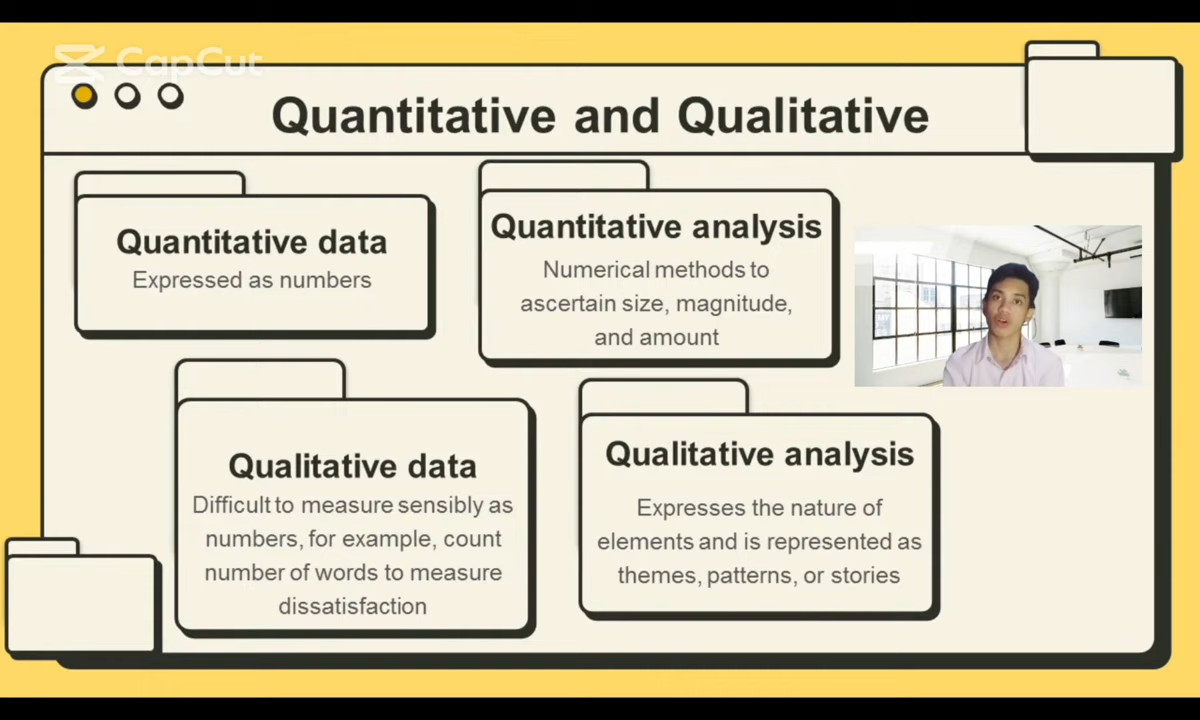 CapCut
Quantitative and Qualitative
Quantitative data
Expressed as numbers
Quantitative analysis
Numerical methods to
ascertain size, magnitude,
and amount
Qualitative data
Difficult to measure sensibly as
numbers, for example, count
number of words to measure
dissatisfaction
Qualitative analysis
Expresses the nature of
elements and is represented as
themes, patterns, or stories